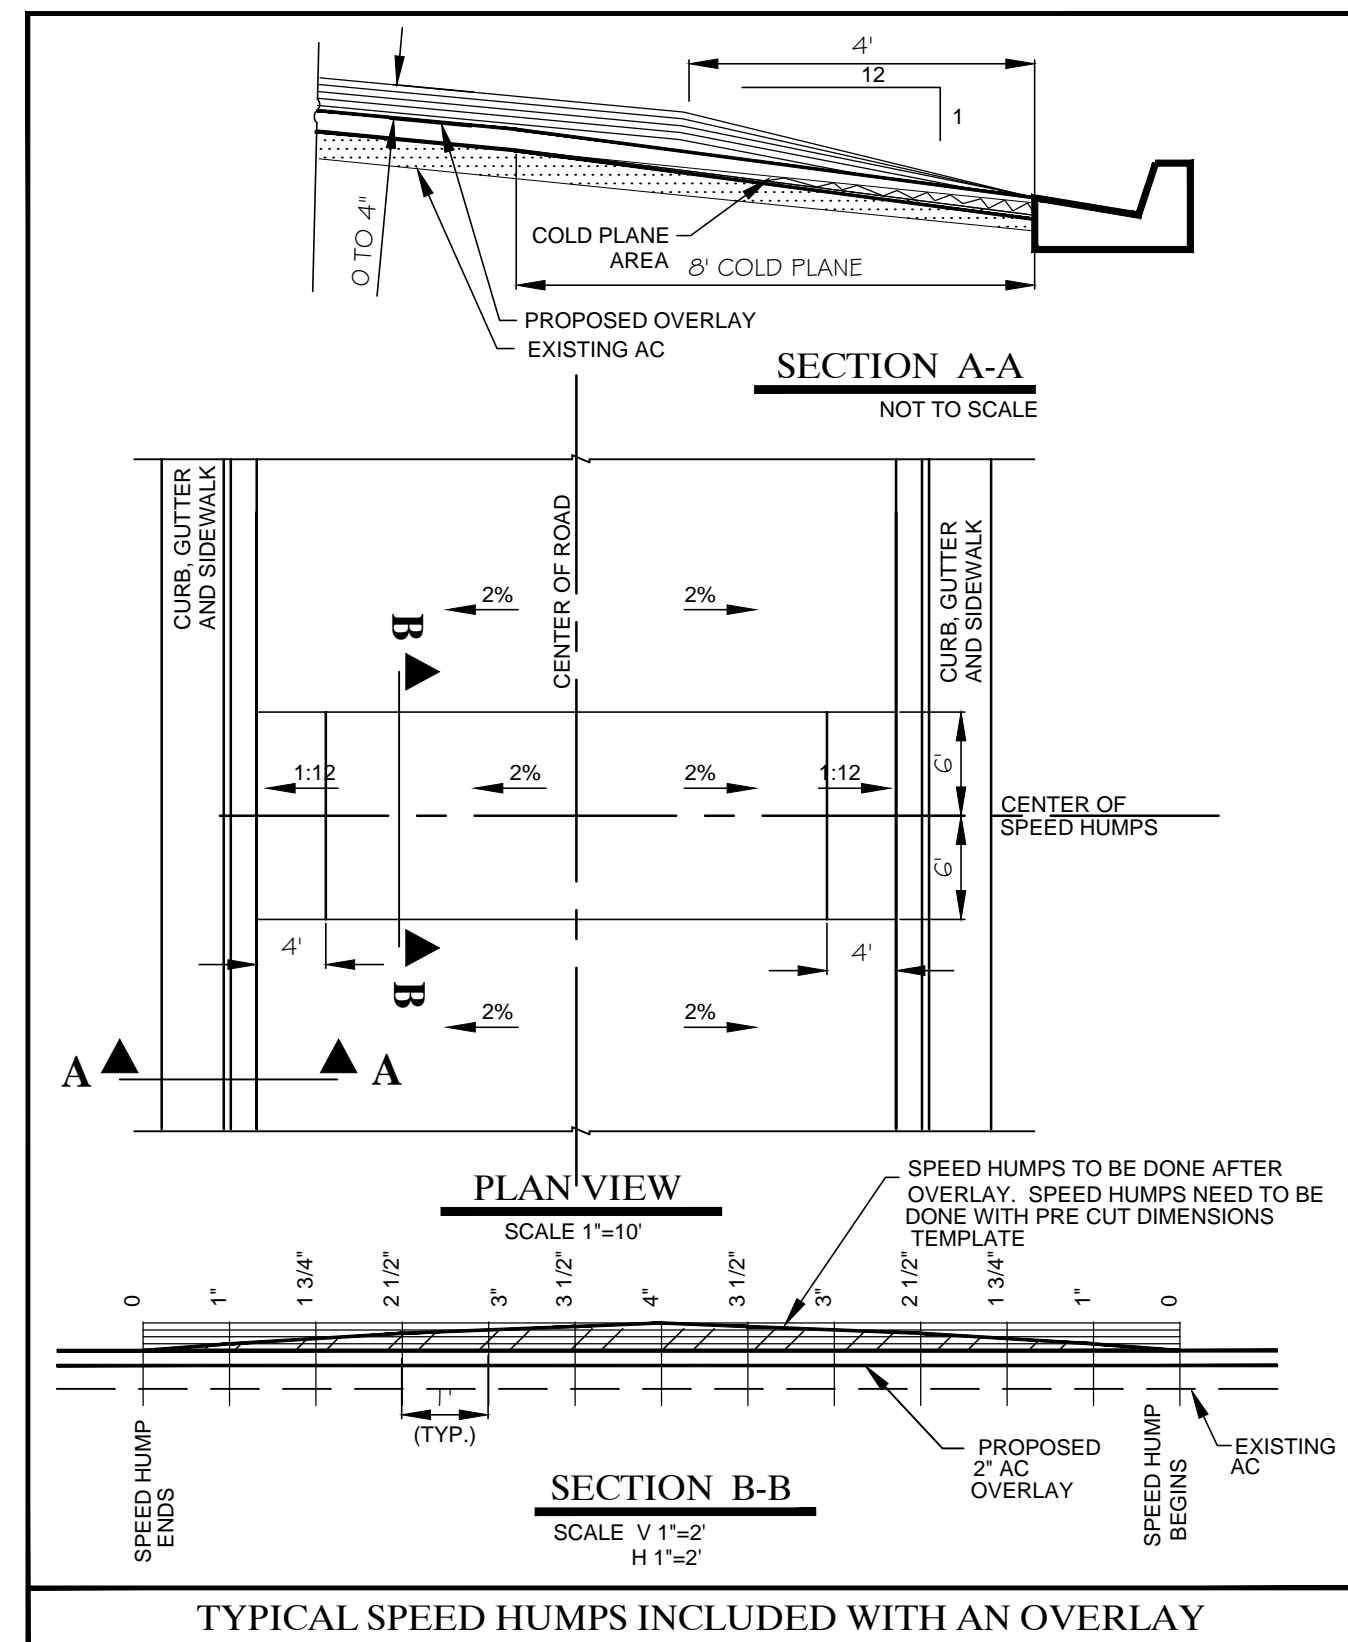 4'
12
1
0 TO 4"
COLD PLANE
AREA
8' COLD PLANE
PROPOSED OVERLAY
EXISTING AC
SECTION A-A
NOT TO SCALE
CURB, GUTTER
AND SIDEWALK
CENTER OF ROAD
CURB, GUTTER
AND SIDEWALK
2%
2%
B
1:12
2%
2%
1:12
6'
CENTER OF
SPEED HUMPS
6'
4'
4'
B
2%
2%
A
A
PLAN VIEW
SCALE 1"=10'
SPEED HUMPS TO BE DONE AFTER
OVERLAY. SPEED HUMPS NEED TO BE
DONE WITH PRE CUT DIMENSIONS
TEMPLATE
0
1"
1 3/4"
2 1/2"
3"
3 1/2"
4"
3 1/2"
3"
2 1/2"
1 3/4"
1"
0
1'
(TYP.)
SPEED HUMP
ENDS
PROPOSED
2" AC
OVERLAY
SPEED HUMP
BEGINS
EXISTING
AC
SECTION B-B
SCALE V 1"=2'
H 1"=2'
TYPICAL SPEED HUMPS INCLUDED WITH AN OVERLAY